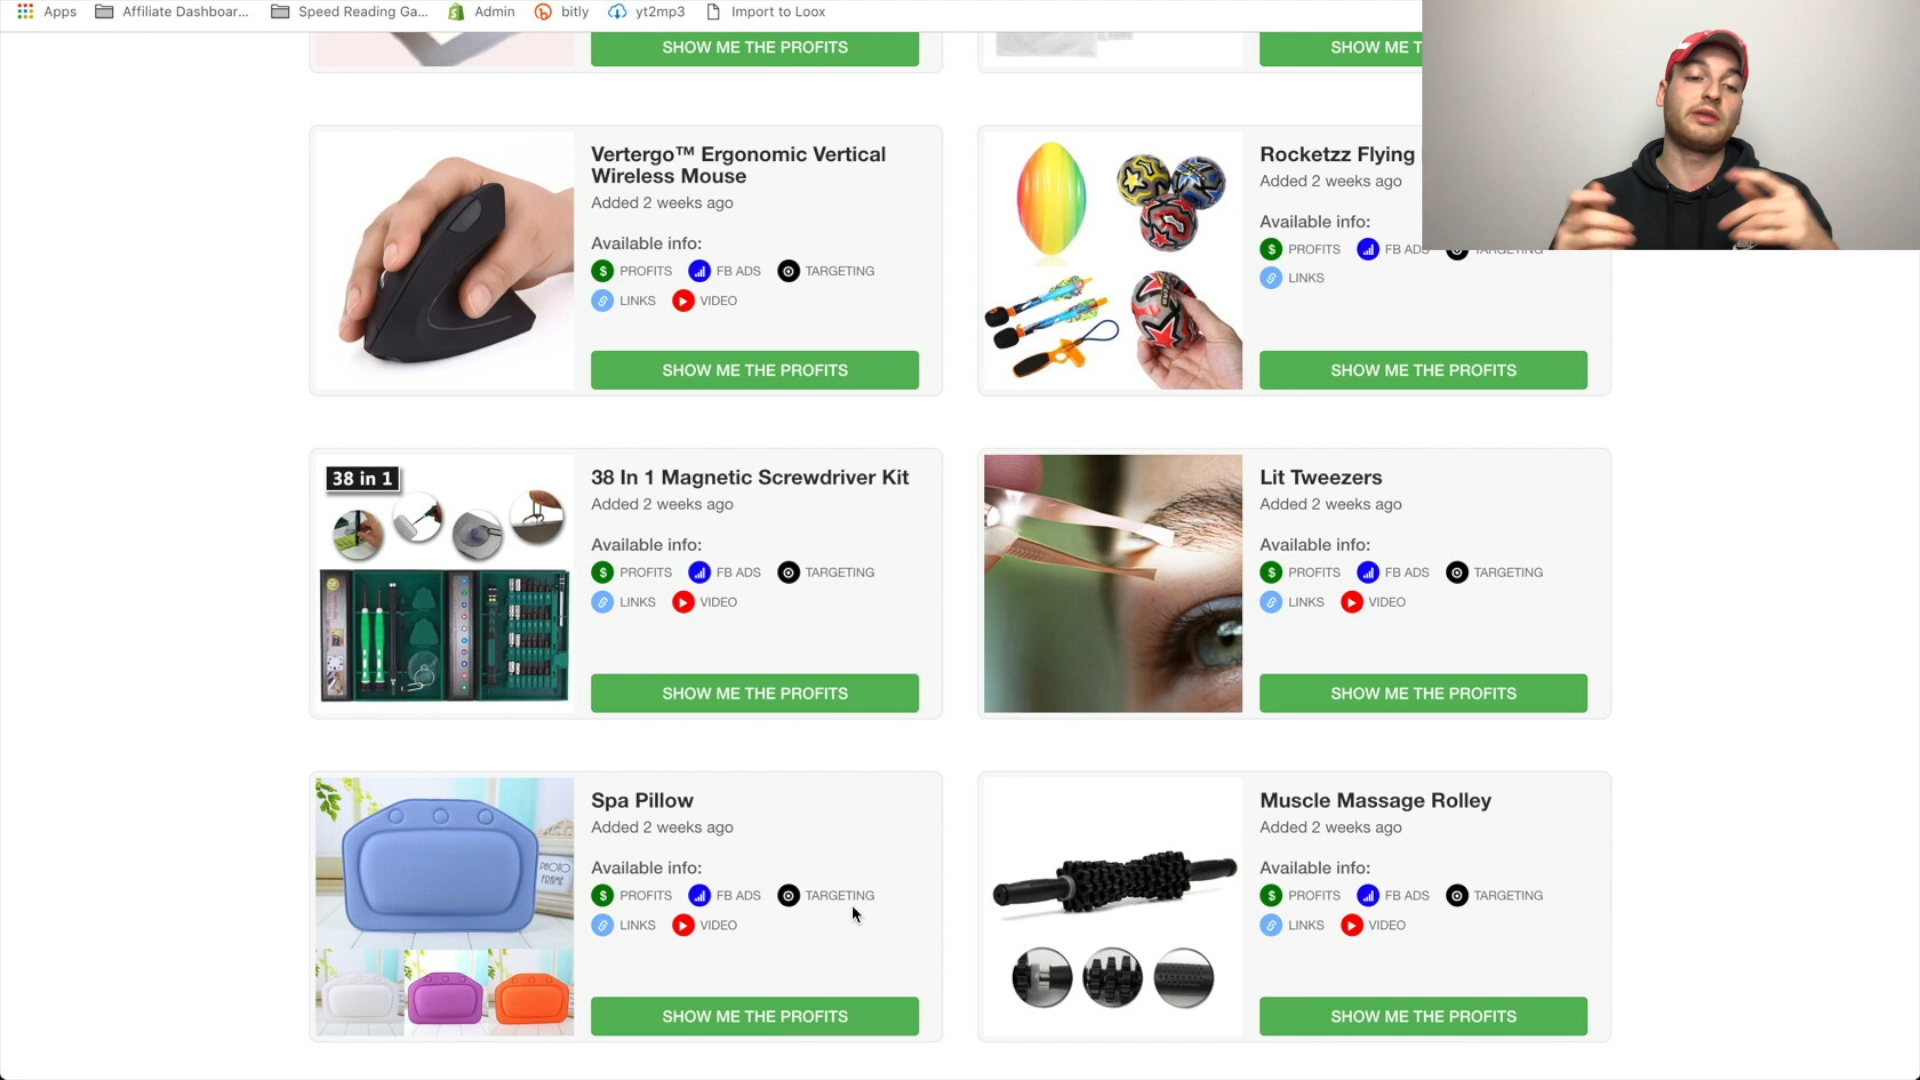 Apps
Affiliate Dashboar...
Speed Reading Ga...
Admin
bitly
yt2mp3
Import to Loox
SHOW ME THE PROFITS
SHOW ME T
Vertergo™ Ergonomic Vertical
Wireless Mouse
Added 2 weeks ago
Available info:
PROFITS
FB ADS
TARGETING
LINKS
VIDEO
SHOW ME THE PROFITS
Rocketzz Flying
Added 2 weeks ago
Available info:
PROFITS
FB ADS
TARGETING
LINKS
SHOW ME THE PROFITS
38 in 1
38 In 1 Magnetic Screwdriver Kit
Added 2 weeks ago
Available info:
PROFITS
FB ADS
TARGETING
LINKS
VIDEO
SHOW ME THE PROFITS
Lit Tweezers
Added 2 weeks ago
Available info:
PROFITS
FB ADS
TARGETING
LINKS
VIDEO
SHOW ME THE PROFITS
PHOTO
FRAME
Spa Pillow
Added 2 weeks ago
Available info:
PROFITS
FB ADS
TARGETING
LINKS
VIDEO
SHOW ME THE PROFITS
Muscle Massage Rolley
Added 2 weeks ago
Available info:
PROFITS
FB ADS
TARGETING
LINKS
VIDEO
SHOW ME THE PROFITS